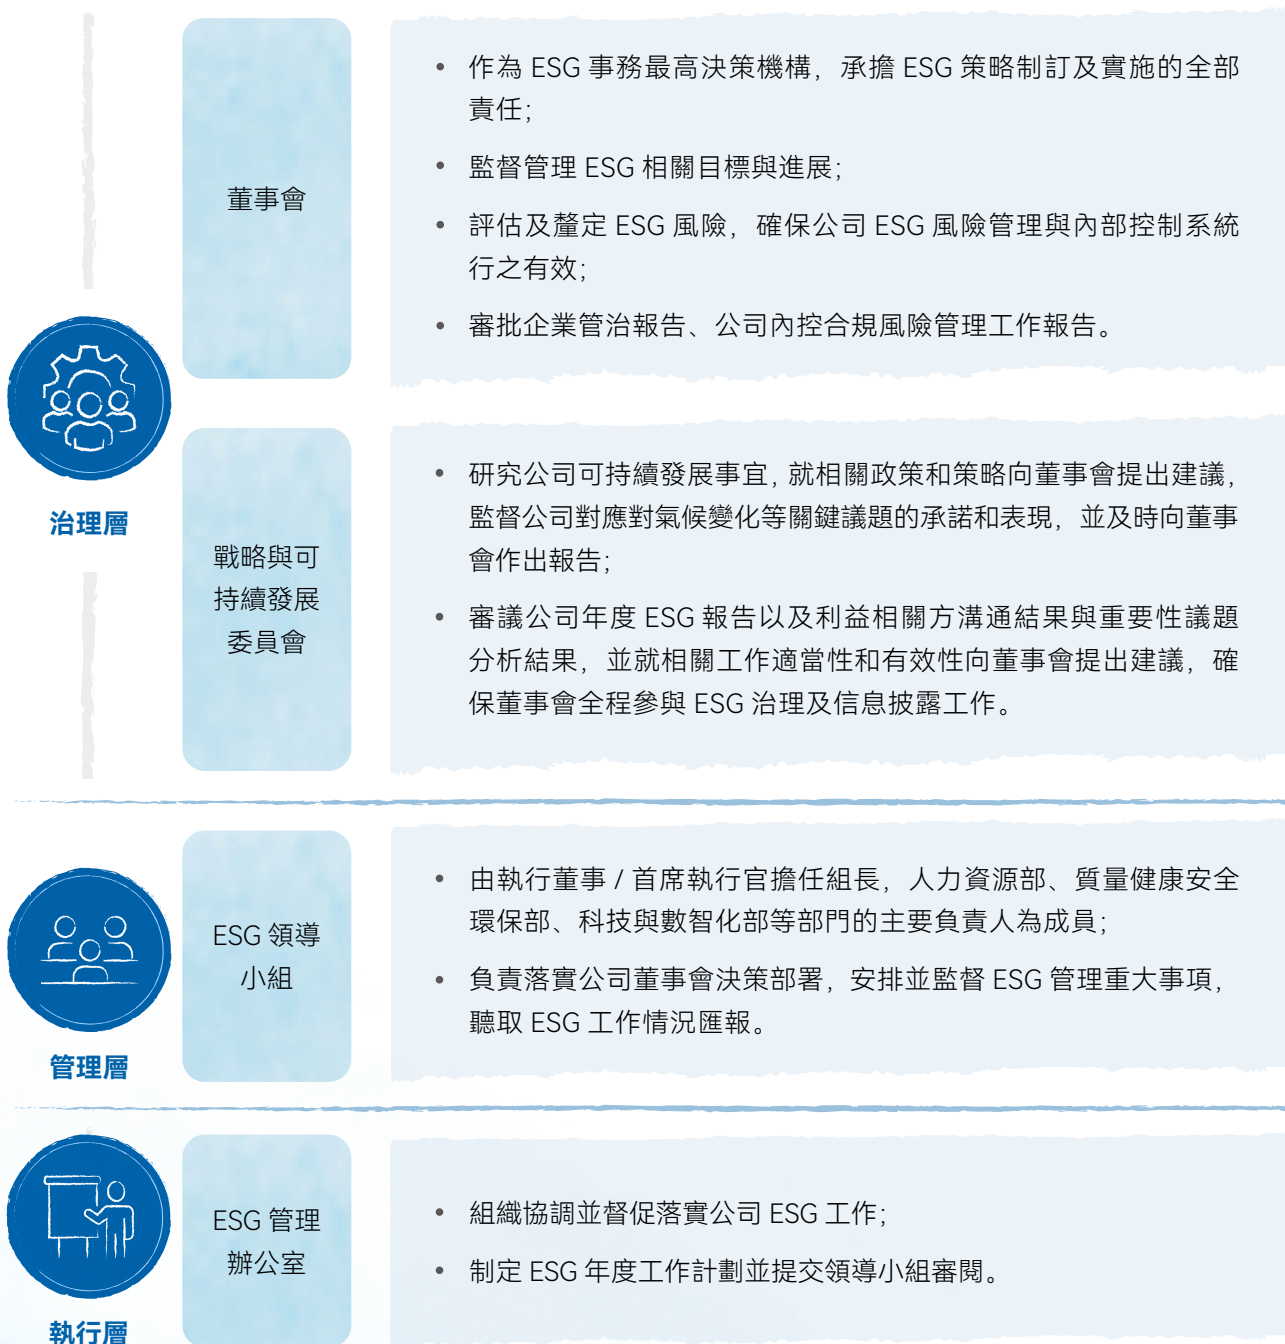 董事會
• 作為 ESG 事務最高決策機構，承擔 ESG 策略制訂及實施的全部
責任；
• 監督管理 ESG 相關目標與進展；
• 評估及釐定 ESG 風險，確保公司 ESG 風險管理與內部控制系統
行之有效；
• 審批企業管治報告、公司內控合規風險管理工作報告。
治理層
戰略與可
持續發展
委員會
• 研究公司可持續發展事宜，就相關政策和策略向董事會提出建議，
監督公司對應對氣候變化等關鍵議題的承諾和表現，並及時向董事
會作出報告；
• 審議公司年度 ESG 報告以及利益相關方溝通結果與重要性議題
分析結果，並就相關工作適當性和有效性向董事會提出建議，確
保董事會全程參與 ESG 治理及信息披露工作。
管理層
ESG 領導
小組
• 由執行董事 / 首席執行官擔任組長，人力資源部、質量健康安全
環保部、科技與數智化部等部門的主要負責人為成員；
• 負責落實公司董事會決策部署，安排並監督 ESG 管理重大事項，
聽取 ESG 工作情況匯報。
執行層
ESG 管理
辦公室
• 組織協調並督促落實公司 ESG 工作；
• 制定 ESG 年度工作計劃並提交領導小組審閱。